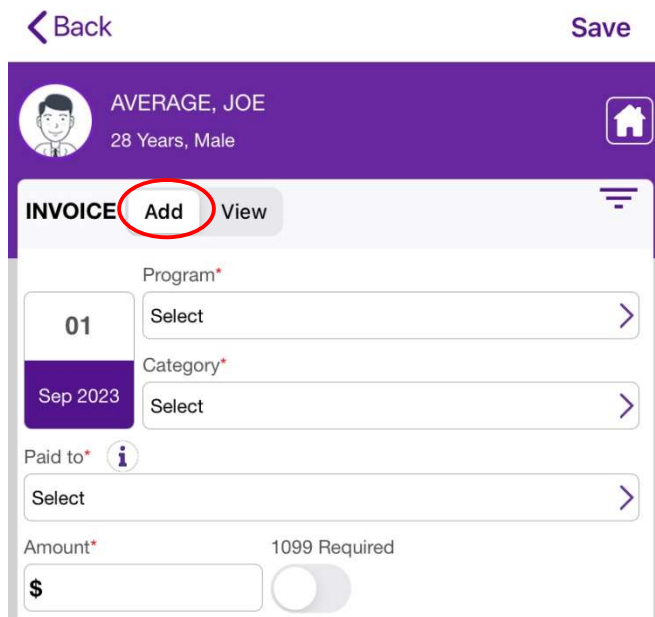 Back
Save
AVERAGE, JOE
28 Years, Male
INVOICE Add View
Program*
01
Select
Category*
Sep 2023
Select
Paid to* i
Select
Amount* 1099 Required
$